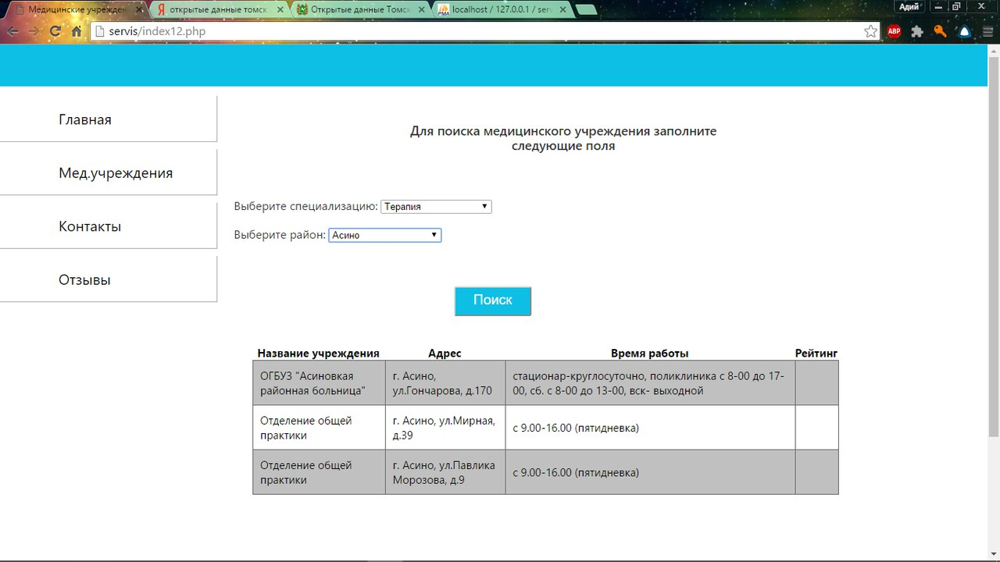 Медицинские учрежден
открытые данные томск
Открытые данные Томс
localhost / 127.0.0.1 / serv
Адий
servis/index12.php
ABP
PMA
Главная
Мед.учреждения
Контакты
Отзывы
Для поиска медицинского учреждения заполните
следующие поля
Выберите специализацию: Терапия
Выберите район: Асино
Поиск
Название учреждения Адрес Время работы Рейтинг
ОГБУЗ "Асиновкая
районная больница"
г. Асино,
ул.Гончарова, д.170
стационар-круглосуточно, поликлиника с 8-00 до 17-
00, сб. с 8-00 до 13-00, вск- выходной
Отделение общей
практики
г. Асино, ул.Мирная,
д.39
с 9.00-16.00 (пятидневка)
Отделение общей
практики
г. Асино, ул.Павлика
Морозова, д.9
с 9.00-16.00 (пятидневка)